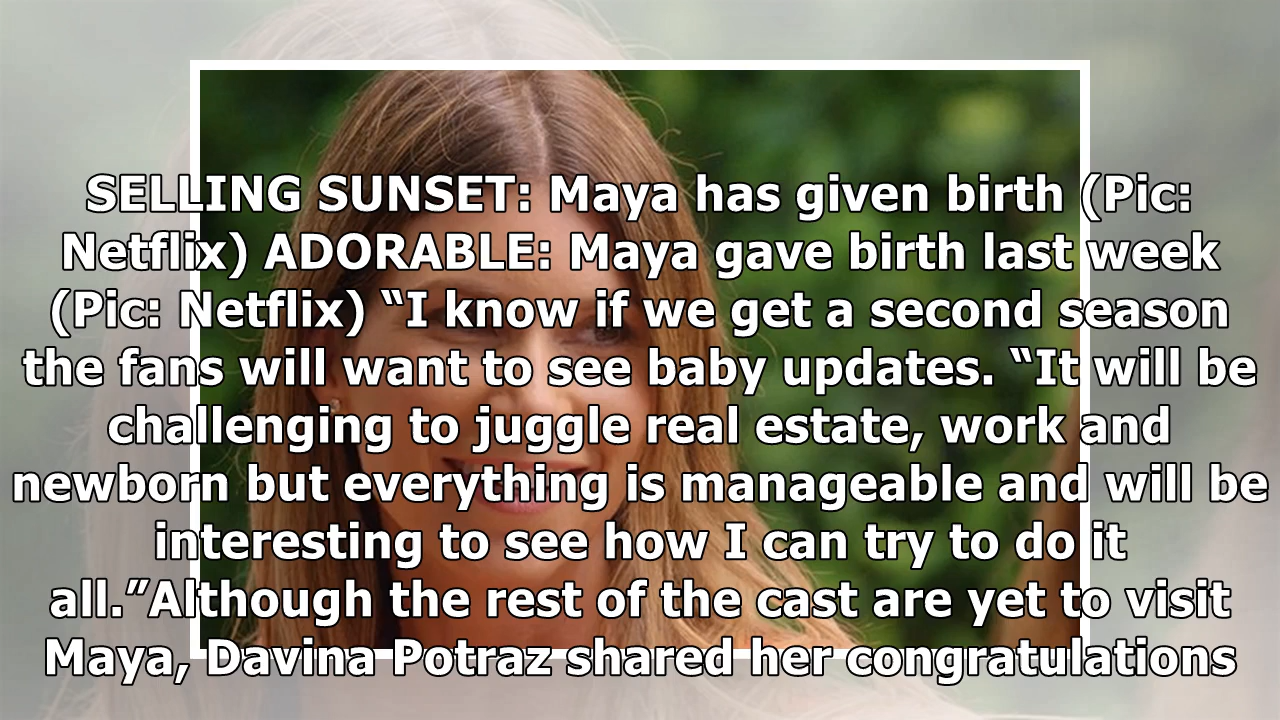 SELLING SUNSET: Maya has given birth (Pic:
Netflix) ADORABLE: Maya gave birth last week
(Pic: Netflix) “I know if we get a second season
the fans will want to see baby updates. “It will be
challenging to juggle real estate, work and
newborn but everything is manageable and will be
interesting to see how I can try to do it
all.”Although the rest of the cast are yet to visit
Maya, Davina Potraz shared her congratulations